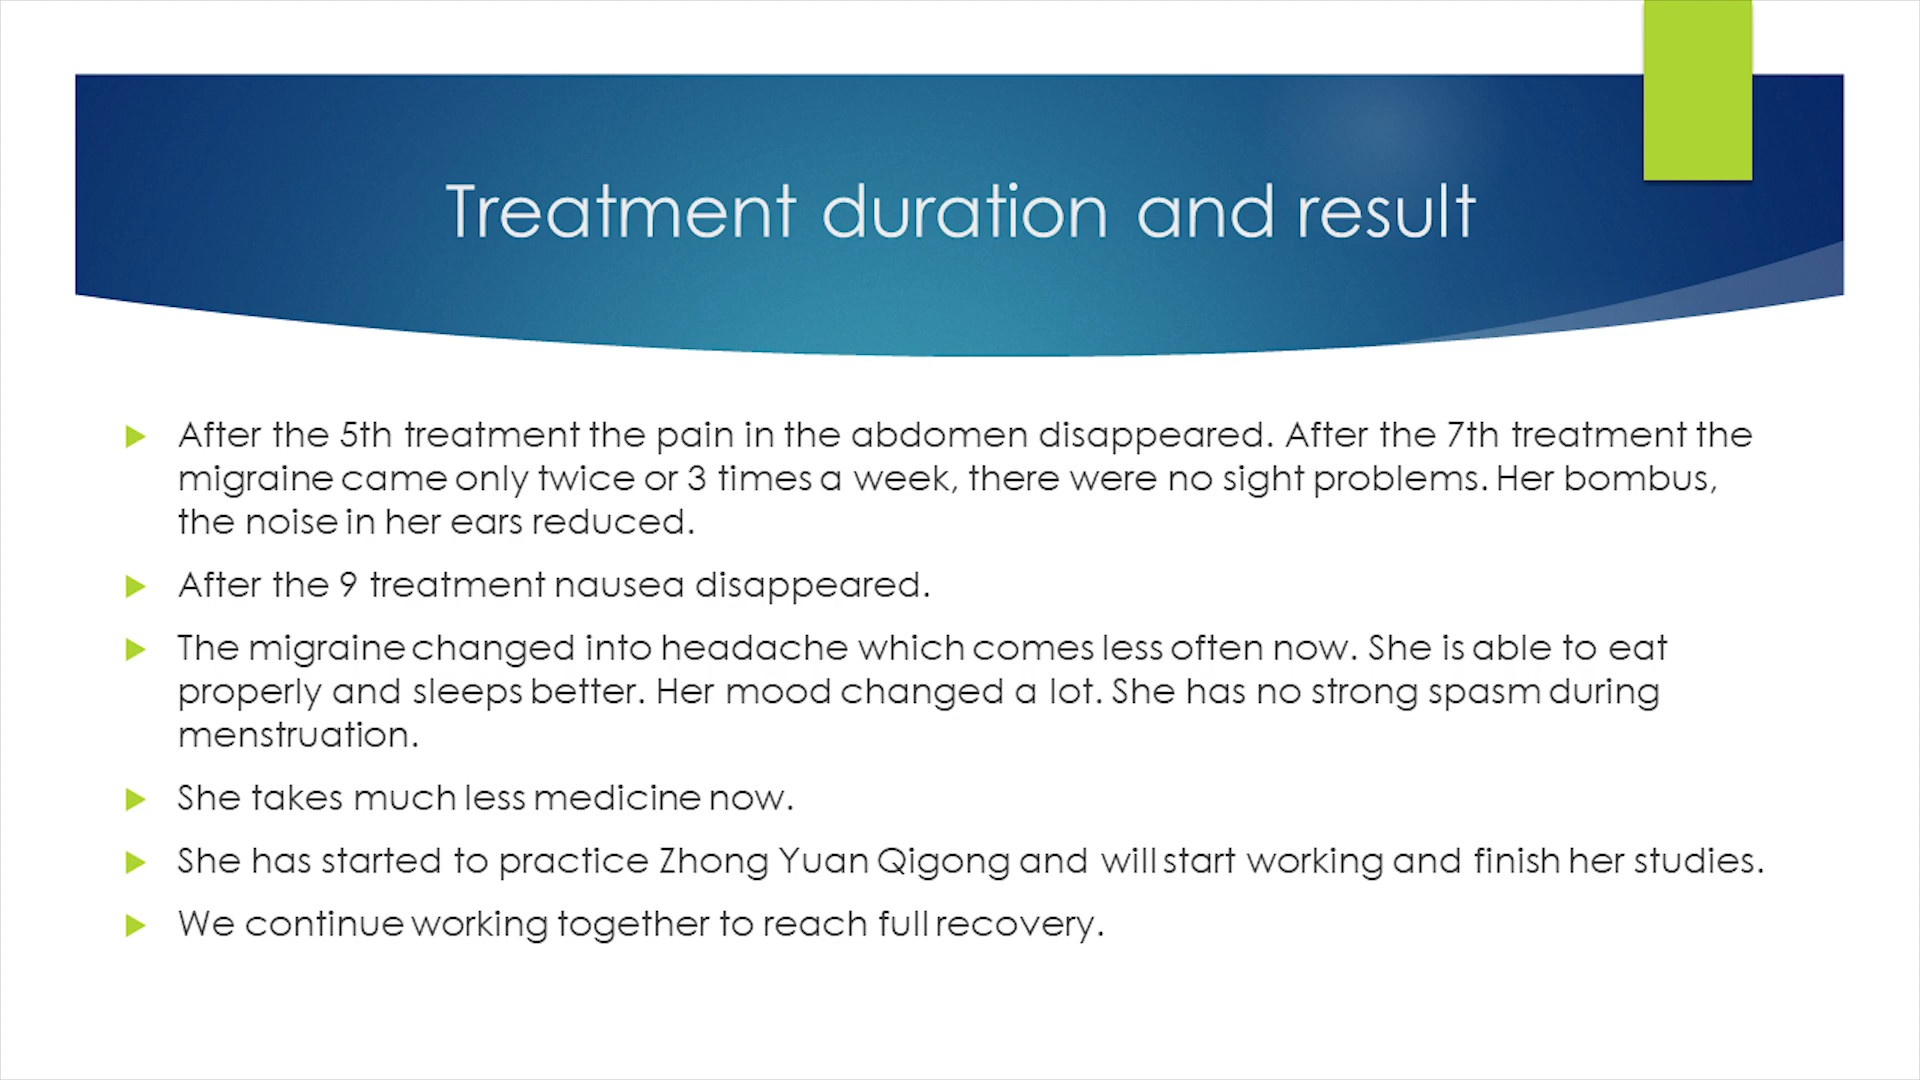 Treatment duration and result
After the 5th treatment the pain in the abdomen disappeared. After the 7th treatment the
migraine came only twice or 3 times a week, there were no sight problems. Her bombus,
the noise in her ears reduced.
After the 9 treatment nausea disappeared.
The migraine changed into headache which comes less often now. She is able to eat
properly and sleeps better. Her mood changed a lot. She has no strong spasm during
menstruation.
She takes much less medicine now.
She has started to practice Zhong Yuan Qigong and will start working and finish her studies.
We continue working together to reach full recovery.